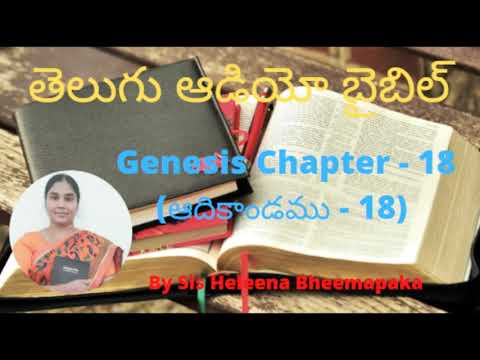 తెలుగు ఆడియో బైబిల్
Genesis Chapter - 18
(ఆదికాండము - 18)
By Sis Heleena Bheemapaka